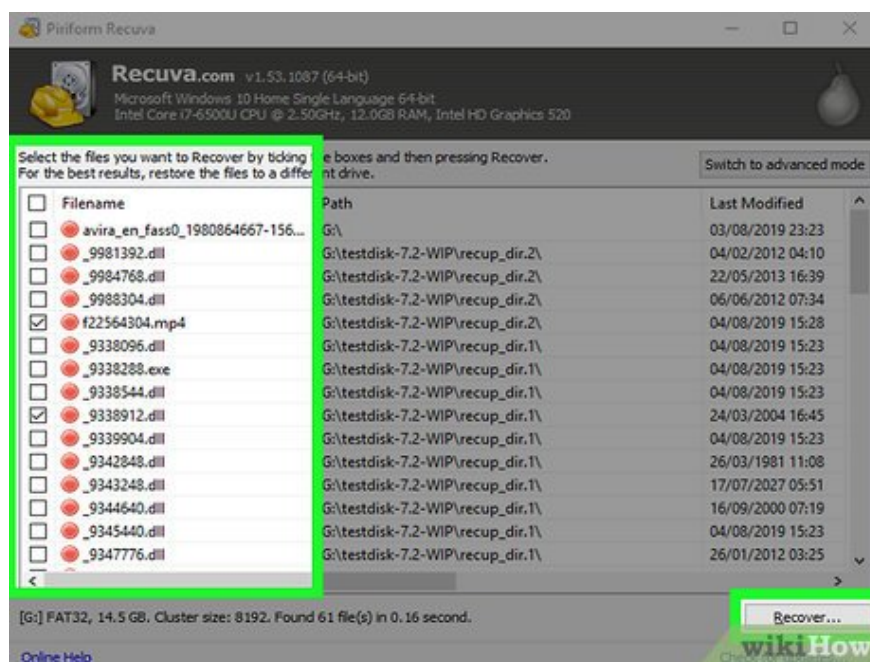 Piriform Recuva
Recuva.com v1.53.1087 (64-bit)
Microsoft Windows 10 Home Single Language 64-bit
Intel Core i7-6500U CPU @ 2.50GHz, 12.0GB RAM, Intel HD Graphics 520
Select the files you want to Recover by ticking the boxes and then pressing Recover.
For the best results, restore the files to a different drive.
Switch to advanced mode
Filename Path Last Modified
avira_en_fass0_1980864667-156... G:\ 03/08/2019 23:23
_9981392.dll G:\testdisk-7.2-WIP\recup_dir.2\ 04/02/2012 04:10
_9984768.dll G:\testdisk-7.2-WIP\recup_dir.2\ 22/05/2013 16:39
_9988304.dll G:\testdisk-7.2-WIP\recup_dir.2\ 06/06/2012 07:34
f22564304.mp4 G:\testdisk-7.2-WIP\recup_dir.2\ 04/08/2019 15:28
_9338096.dll G:\testdisk-7.2-WIP\recup_dir.1\ 04/08/2019 15:23
_9338288.exe G:\testdisk-7.2-WIP\recup_dir.1\ 04/08/2019 15:23
_9338544.dll G:\testdisk-7.2-WIP\recup_dir.1\ 04/08/2019 15:23
_9338912.dll G:\testdisk-7.2-WIP\recup_dir.1\ 24/03/2004 16:45
_9339904.dll G:\testdisk-7.2-WIP\recup_dir.1\ 04/08/2019 15:23
_9342848.dll G:\testdisk-7.2-WIP\recup_dir.1\ 26/03/1981 11:08
_9343248.dll G:\testdisk-7.2-WIP\recup_dir.1\ 17/07/2027 05:51
_9344640.dll G:\testdisk-7.2-WIP\recup_dir.1\ 16/09/2000 07:19
_9345440.dll G:\testdisk-7.2-WIP\recup_dir.1\ 04/08/2019 15:23
_9347776.dll G:\testdisk-7.2-WIP\recup_dir.1\ 26/01/2012 03:25
[G:] FAT32, 14.5 GB. Cluster size: 8192. Found 61 file(s) in 0.16 second.
Recover...
Online Help
wikiHow